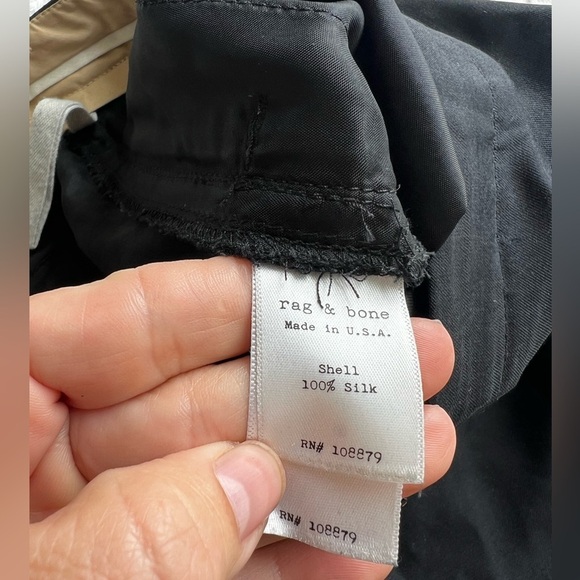 rag & bone
Made in U.S.A.
Shell
100% Silk
RN# 108879
RN# 108879